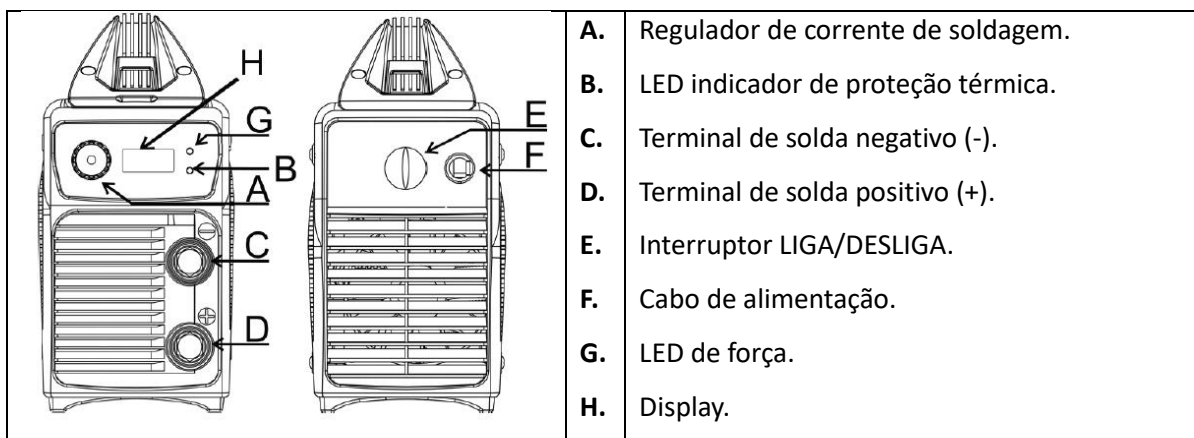 H
G
B
A
C
D
E
F
A. Regulador de corrente de soldagem.
B. LED indicador de proteção térmica.
C. Terminal de solda negativo (-).
D. Terminal de solda positivo (+).
E. Interruptor LIGA/DESLIGA.
F. Cabo de alimentação.
G. LED de força.
H. Display.